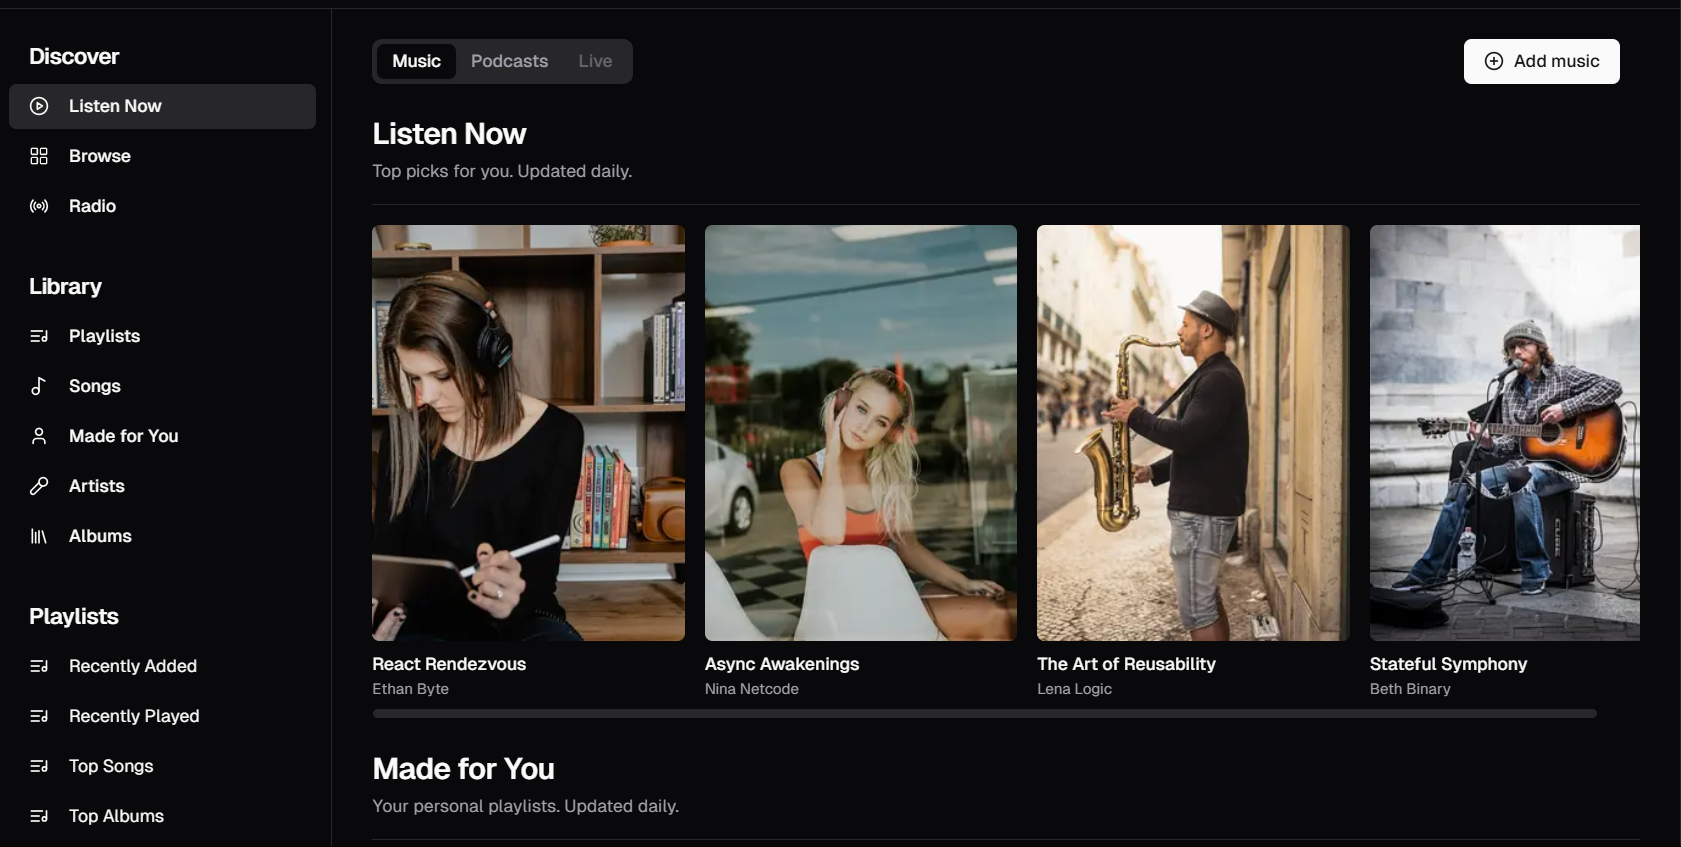 Discover
Listen Now
Browse
Radio
Library
Playlists
Songs
Made for You
Artists
Albums
Playlists
Recently Added
Recently Played
Top Songs
Top Albums
Music Podcasts Live
Add music
Listen Now
Top picks for you. Updated daily.
React Rendezvous
Ethan Byte
Async Awakenings
Nina Netcode
The Art of Reusability
Lena Logic
Stateful Symphony
Beth Binary
Made for You
Your personal playlists. Updated daily.